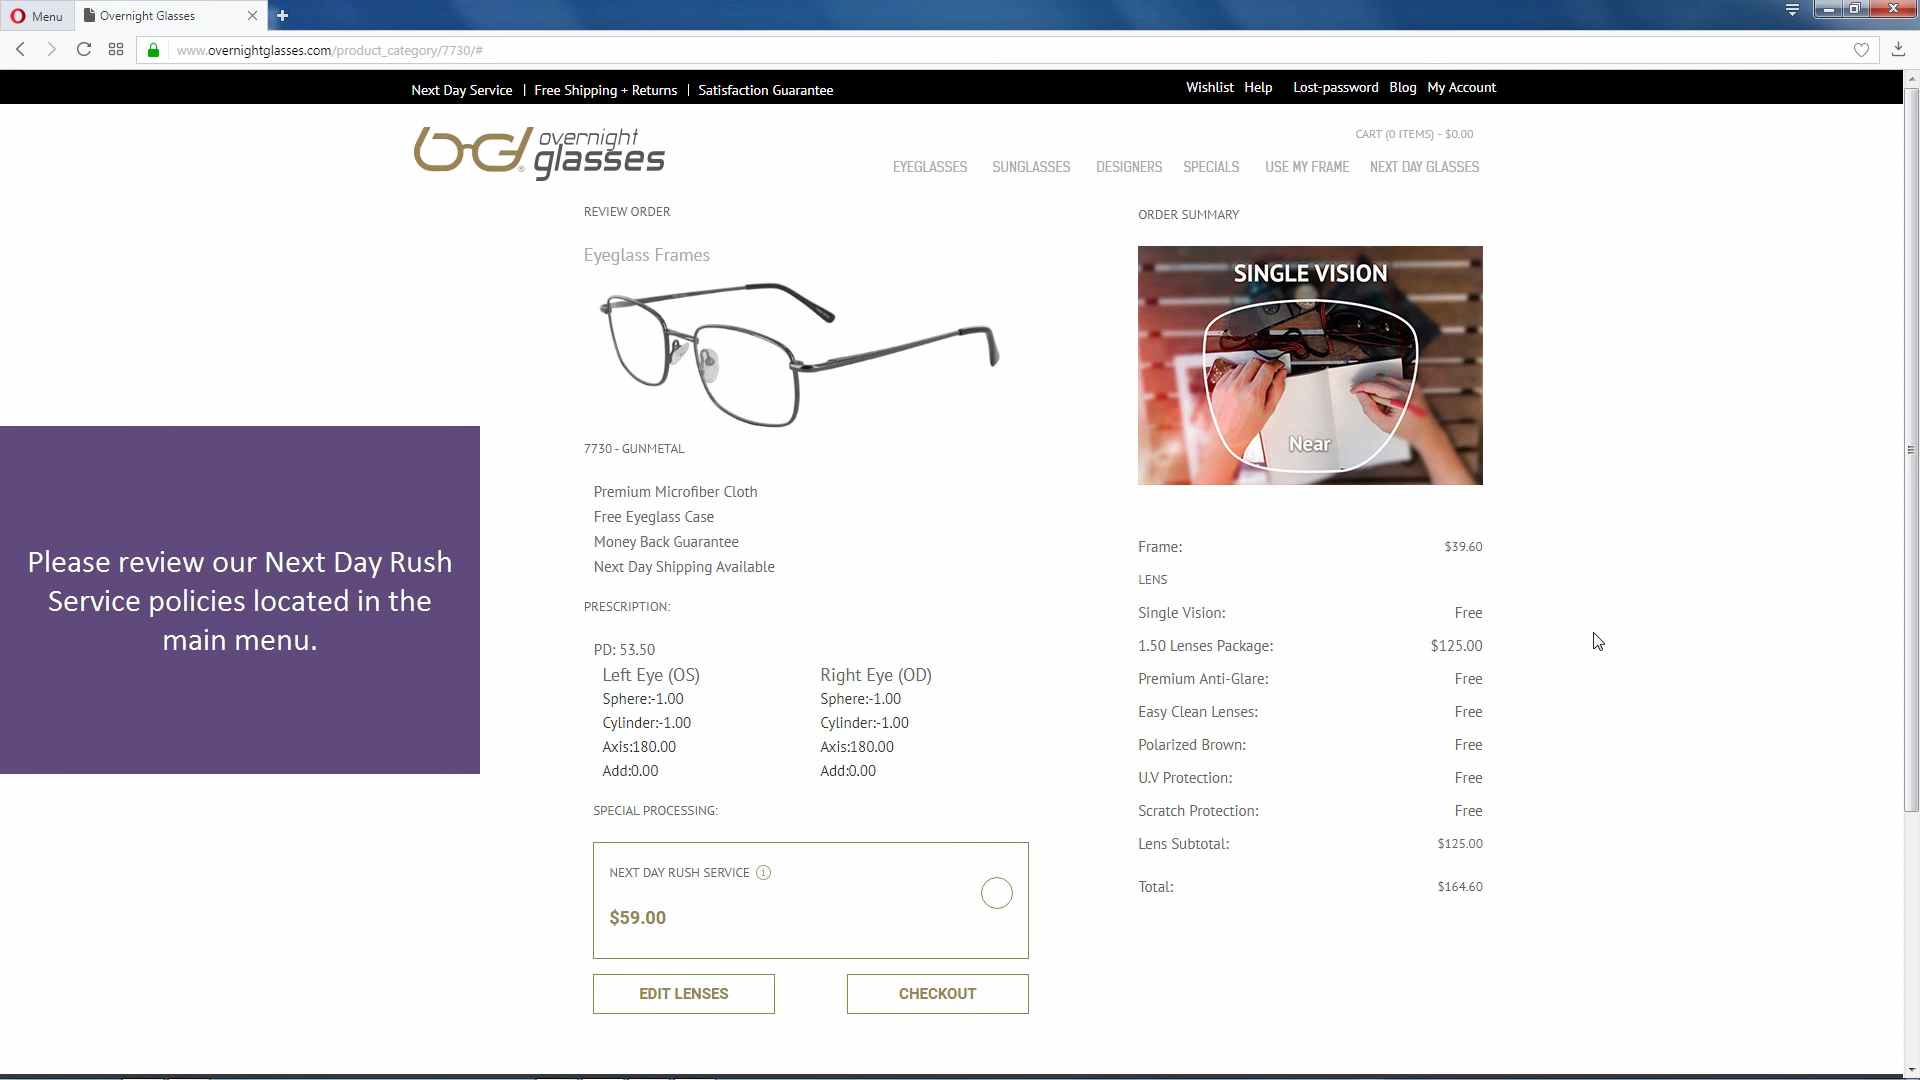 Menu
Overnight Glasses
www.overnightglasses.com/product_category/7730/#
Next Day Service | Free Shipping + Returns | Satisfaction Guarantee
Wishlist Help Lost-password Blog My Account
overnight
glasses
CART (0 ITEMS) - $0.00
EYEGLASSES SUNGLASSES DESIGNERS SPECIALS USE MY FRAME NEXT DAY GLASSES
REVIEW ORDER
Eyeglass Frames
7730 - GUNMETAL
Premium Microfiber Cloth
Free Eyeglass Case
Money Back Guarantee
Next Day Shipping Available
PRESCRIPTION:
PD: 53.50
Left Eye (OS) Right Eye (OD)
Sphere:-1.00 Sphere:-1.00
Cylinder:-1.00 Cylinder:-1.00
Axis:180.00 Axis:180.00
Add:0.00 Add:0.00
SPECIAL PROCESSING:
NEXT DAY RUSH SERVICE i
$59.00
EDIT LENSES CHECKOUT
ORDER SUMMARY
SINGLE VISION
Near
Frame: $39.60
LENS
Single Vision: Free
1.50 Lenses Package: $125.00
Premium Anti-Glare: Free
Easy Clean Lenses: Free
Polarized Brown: Free
U.V Protection: Free
Scratch Protection: Free
Lens Subtotal: $125.00
Total: $164.60
Please review our Next Day Rush
Service policies located in the
main menu.